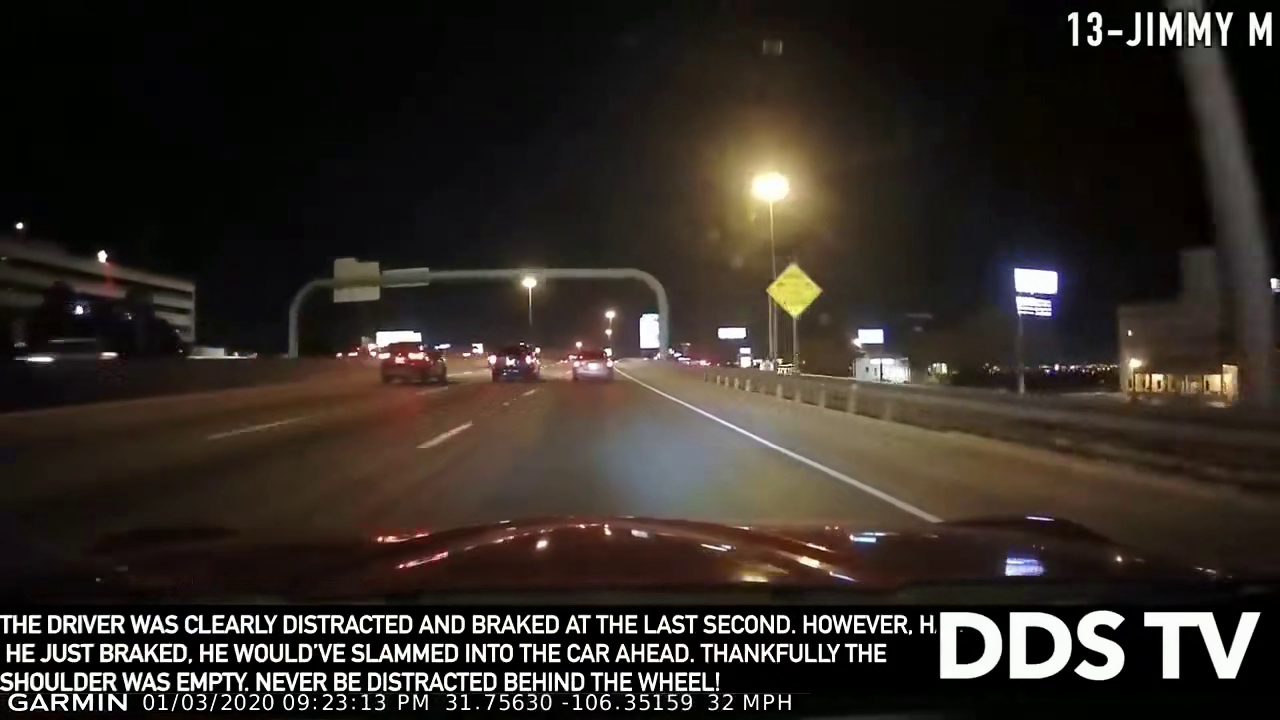 13-JIMMY M
THE DRIVER WAS CLEARLY DISTRACTED AND BRAKED AT THE LAST SECOND. HOWEVER, H
HE JUST BRAKED, HE WOULD'VE SLAMMED INTO THE CAR AHEAD. THANKFULLY THE
SHOULDER WAS EMPTY. NEVER BE DISTRACTED BEHIND THE WHEEL!
DDS TV
GARMIN 01/03/2020 09:23:13 PM 31.75630 -106.35159 32 MPH